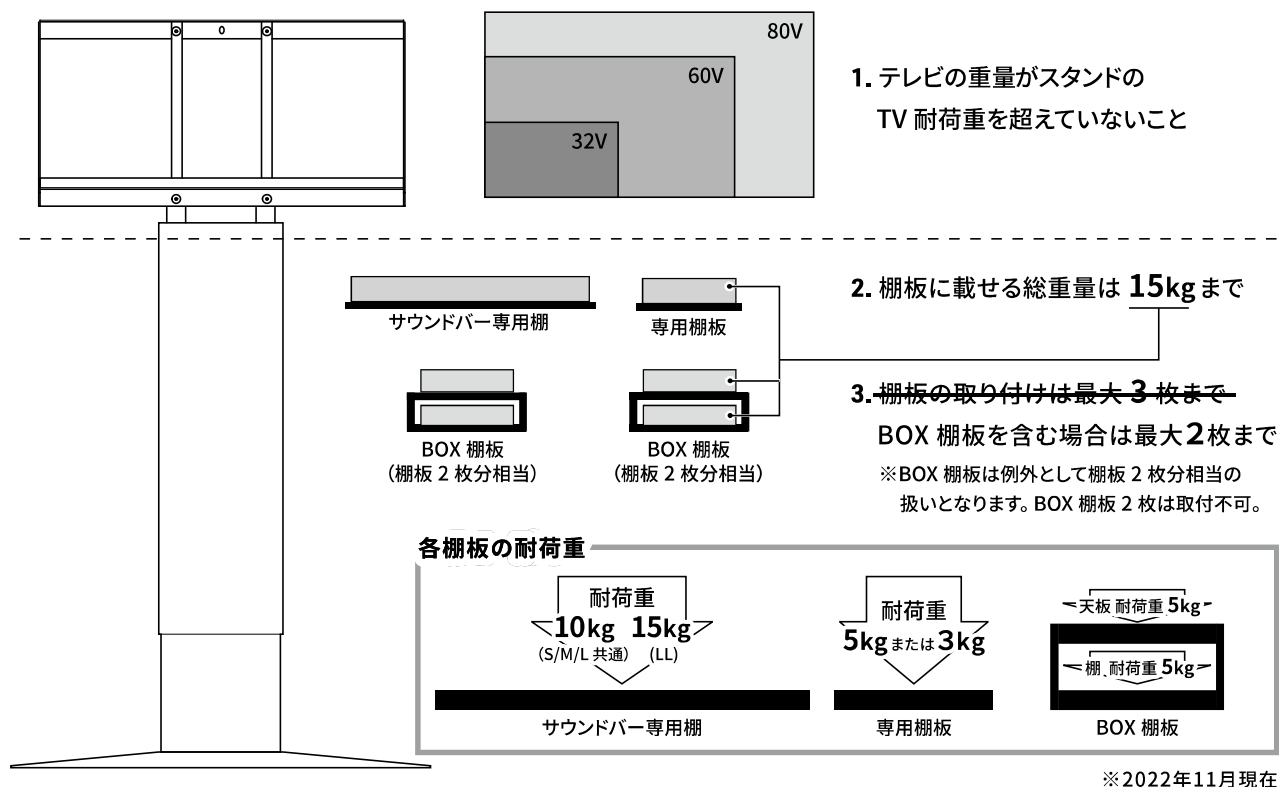 80V
60V
32V
1. テレビの重量がスタンドの
TV 耐荷重を超えていないこと
2. 棚板に載せる総重量は 15kg まで
サウンドバー専用棚
専用棚板
3. 棚板の取り付けは最大 3 枚まで
BOX 棚板を含む場合は最大2枚まで
※BOX 棚板は例外として棚板 2 枚分相当の
扱いとなります。BOX 棚板 2 枚は取付不可。
BOX 棚板
(棚板 2 枚分相当)
BOX 棚板
(棚板 2 枚分相当)
各棚板の耐荷重
耐荷重
10kg 15kg
(S/M/L 共通) (LL)
サウンドバー専用棚
耐荷重
5kgまたは3kg
専用棚板
天板 耐荷重 5kg
棚 耐荷重 5kg
BOX 棚板
※2022年11月現在